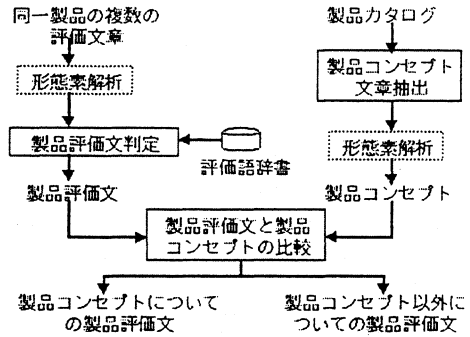 同一製品の複数の
評価文章
形態素解析
製品評価文判定
評価語辞書
製品評価文
製品カタログ
製品コンセプト
文章抽出
形態素解析
製品コンセプト
製品評価文と製品
コンセプトの比較
製品コンセプトについて
の製品評価文
製品コンセプト以外に
ついての製品評価文